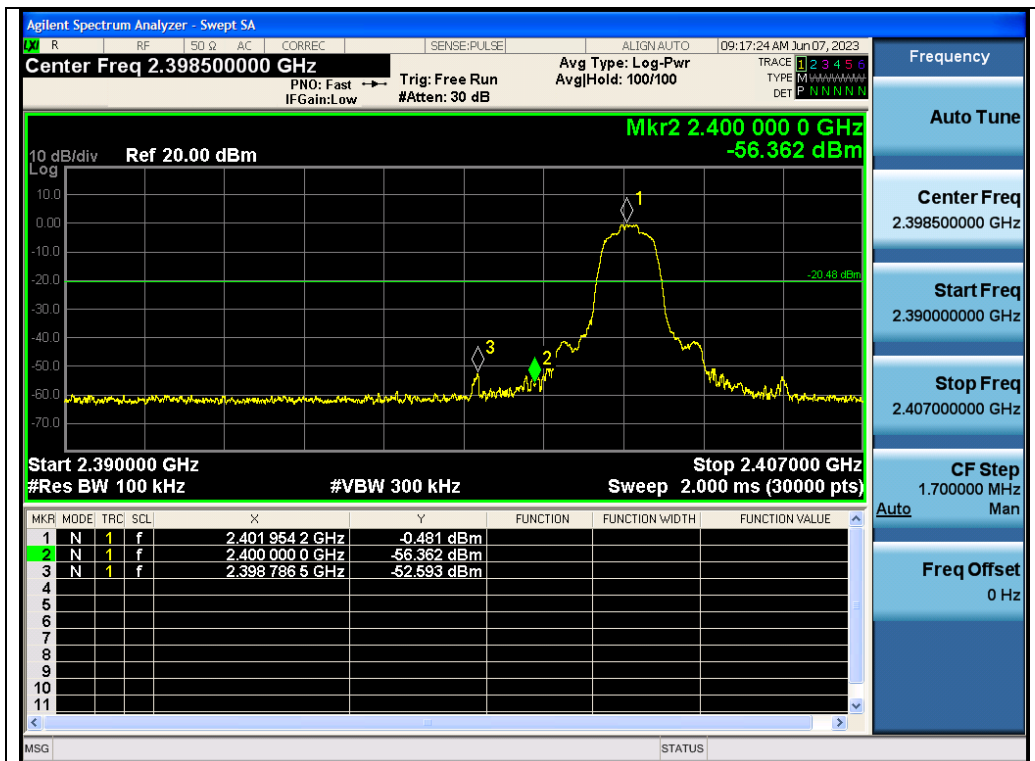 Agilent Spectrum Analyzer - Swept SA
LXI R RF 50 Ω AC CORREC SENSE:PULSE ALIGN AUTO 09:17:24 AM Jun 07, 2023
Center Freq 2.398500000 GHz
PNO: Fast
IFGain:Low
Trig: Free Run
#Atten: 30 dB
Avg Type: Log-Pwr
Avg|Hold: 100/100
TRACE 1 2 3 4 5 6
TYPE M
DET P N N N N N
Mkr2 2.400 000 0 GHz
-56.362 dBm
10 dB/div Ref 20.00 dBm
Log
10.0
0.00
-10.0
-20.0
-30.0
-40.0
-50.0
-60.0
-70.0
1
2
3
-20.48 dBm
Start 2.390000 GHz Stop 2.407000 GHz
#Res BW 100 kHz #VBW 300 kHz Sweep 2.000 ms (30000 pts)
MKR MODE TRC SCL X Y FUNCTION FUNCTION WIDTH FUNCTION VALUE
1 N 1 f 2.401 954 2 GHz -0.481 dBm
2 N 1 f 2.400 000 0 GHz -56.362 dBm
3 N 1 f 2.398 786 5 GHz -52.593 dBm
4
5
6
7
8
9
10
11
MSG STATUS
Frequency
Auto Tune
Center Freq
2.398500000 GHz
Start Freq
2.390000000 GHz
Stop Freq
2.407000000 GHz
CF Step
1.700000 MHz
Auto Man
Freq Offset
0 Hz